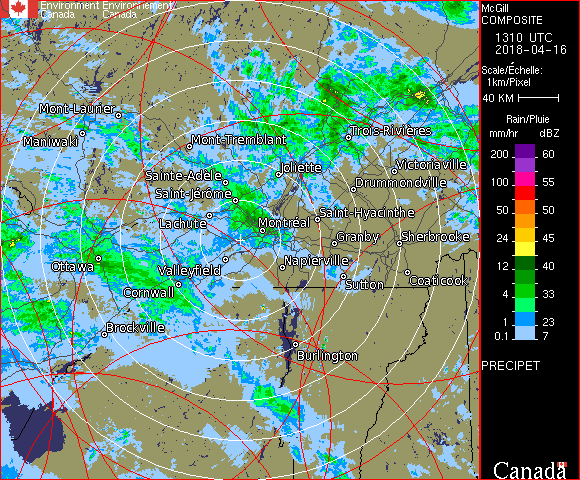 Environment Environnement
Canada Canada
McGill
COMPOSITE
1310 UTC
2018-04-16
Scale/Échelle:
1km/Pixel
40 KM
Rain/Pluie
mm/hr dBZ
200 60
100 55
50 50
24 45
12 40
4 33
1 23
0.1 7
PRECIPET
Canada
Mont-Laurier
Maniwaki
Mont-Tremblant
Trois-Rivières
Sainte-Adèle
Joliette
Victoriaville
Saint-Jérôme
Drummondville
Lachute
Montréal
Saint-Hyacinthe
Granby
Sherbrooke
Ottawa
Valleyfield
Napierville
Cornwall
Sutton
Coaticook
Brockville
Burlington